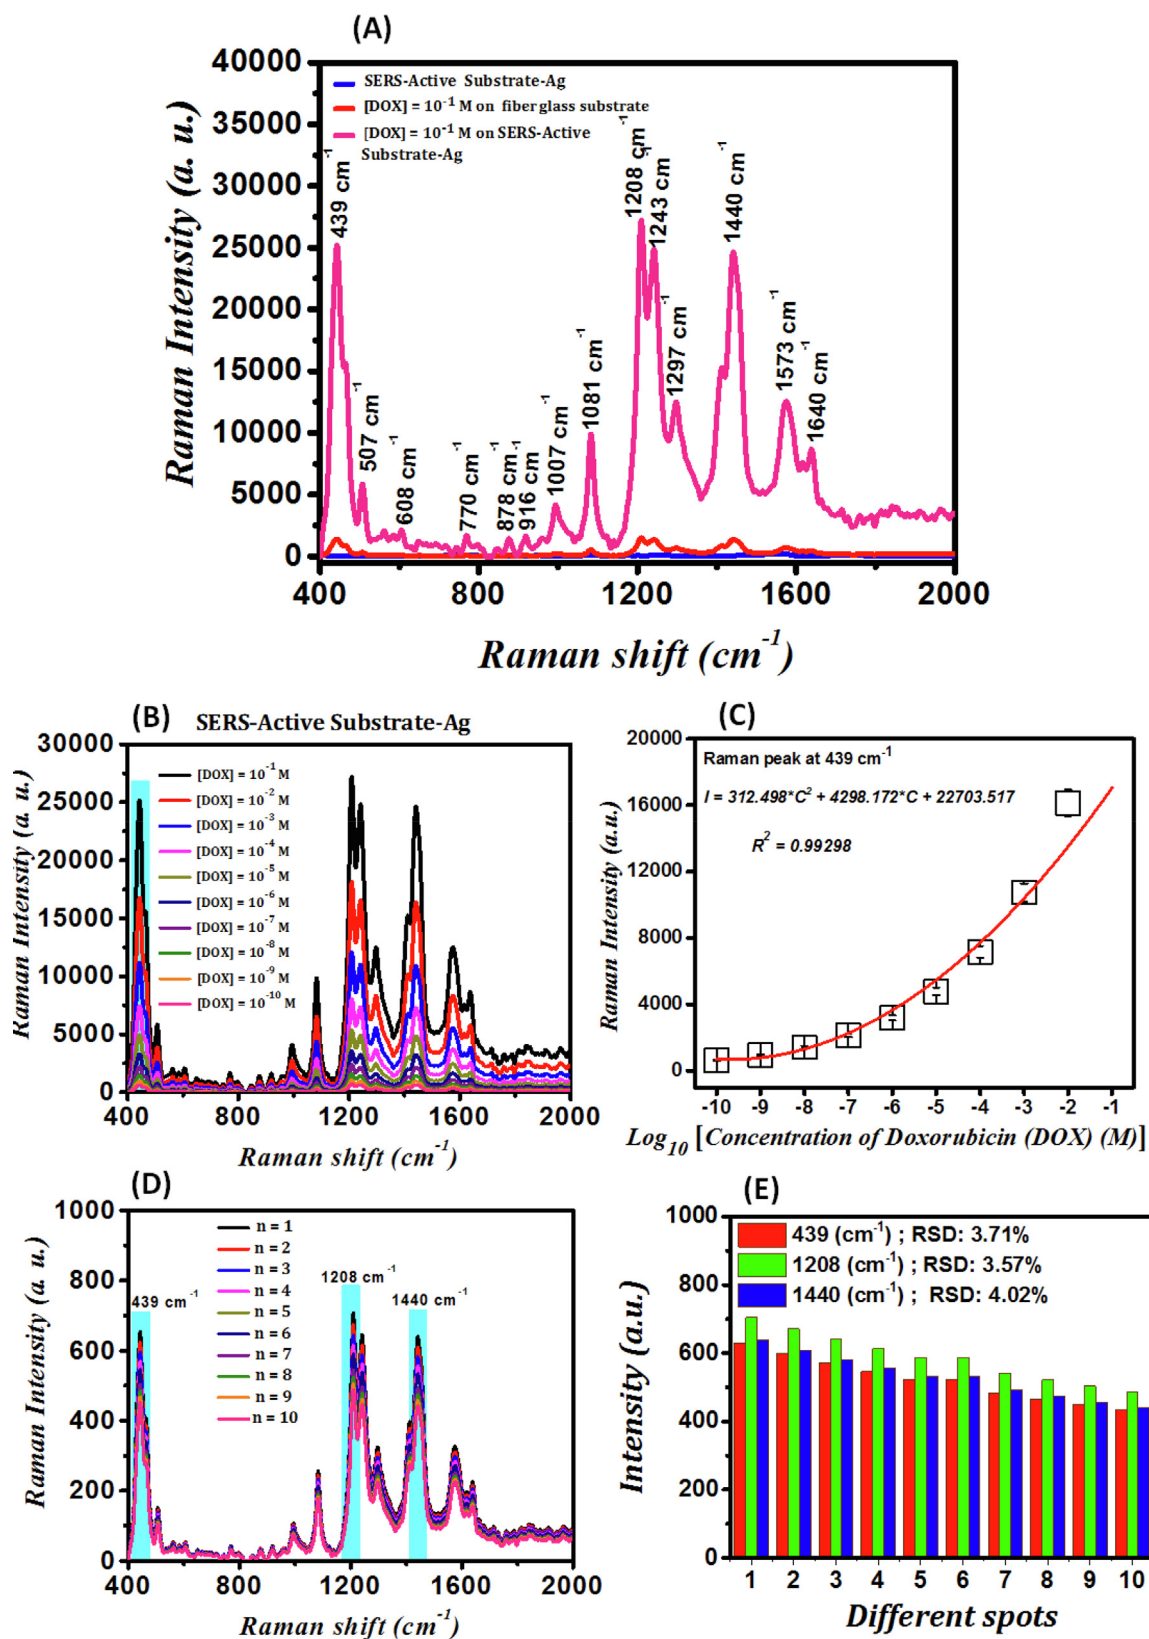 (A)
40000
35000
30000
25000
20000
15000
10000
5000
0
Raman Intensity (a. u.)
SERS-Active Substrate-Ag
[DOX] = 10⁻¹ M on fiberglass substrate
[DOX] = 10⁻¹ M on SERS-Active
Substrate-Ag
439 cm⁻¹
507 cm⁻¹
608 cm⁻¹
770 cm⁻¹
878 cm⁻¹
916 cm⁻¹
1007 cm⁻¹
1081 cm⁻¹
1208 cm⁻¹
1243 cm⁻¹
1297 cm⁻¹
1440 cm⁻¹
1573 cm⁻¹
1640 cm⁻¹
400 800 1200 1600 2000
Raman shift (cm⁻¹)
(B)
SERS-Active Substrate-Ag
30000
25000
20000
15000
10000
5000
0
Raman Intensity (a. u.)
[DOX] = 10⁻¹ M
[DOX] = 10⁻² M
[DOX] = 10⁻³ M
[DOX] = 10⁻⁴ M
[DOX] = 10⁻⁵ M
[DOX] = 10⁻⁶ M
[DOX] = 10⁻⁷ M
[DOX] = 10⁻⁸ M
[DOX] = 10⁻⁹ M
[DOX] = 10⁻¹⁰ M
400 800 1200 1600 2000
Raman shift (cm⁻¹)
(C)
20000
16000
12000
8000
4000
0
Raman Intensity (a.u.)
Raman peak at 439 cm⁻¹
I = 312.498*C² + 4298.172*C + 22703.517
R² = 0.99298
-10 -9 -8 -7 -6 -5 -4 -3 -2 -1
Log₁₀ [Concentration of Doxorubicin (DOX) (M)]
(D)
1000
800
600
400
200
0
Raman Intensity (a. u.)
n = 1
n = 2
n = 3
n = 4
n = 5
n = 6
n = 7
n = 8
n = 9
n = 10
439 cm⁻¹
1208 cm⁻¹
1440 cm⁻¹
400 800 1200 1600 2000
Raman shift (cm⁻¹)
(E)
1000
800
600
400
200
0
Intensity (a.u.)
439 (cm⁻¹) ; RSD: 3.71%
1208 (cm⁻¹) ; RSD: 3.57%
1440 (cm⁻¹) ; RSD: 4.02%
1 2 3 4 5 6 7 8 9 10
Different spots